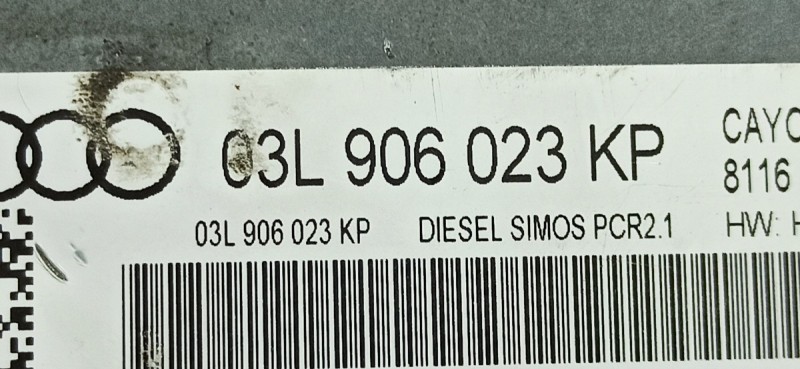 03L 906 023 KP
CAYC
8116
03L 906 023 KP DIESEL SIMOS PCR2.1
HW: H